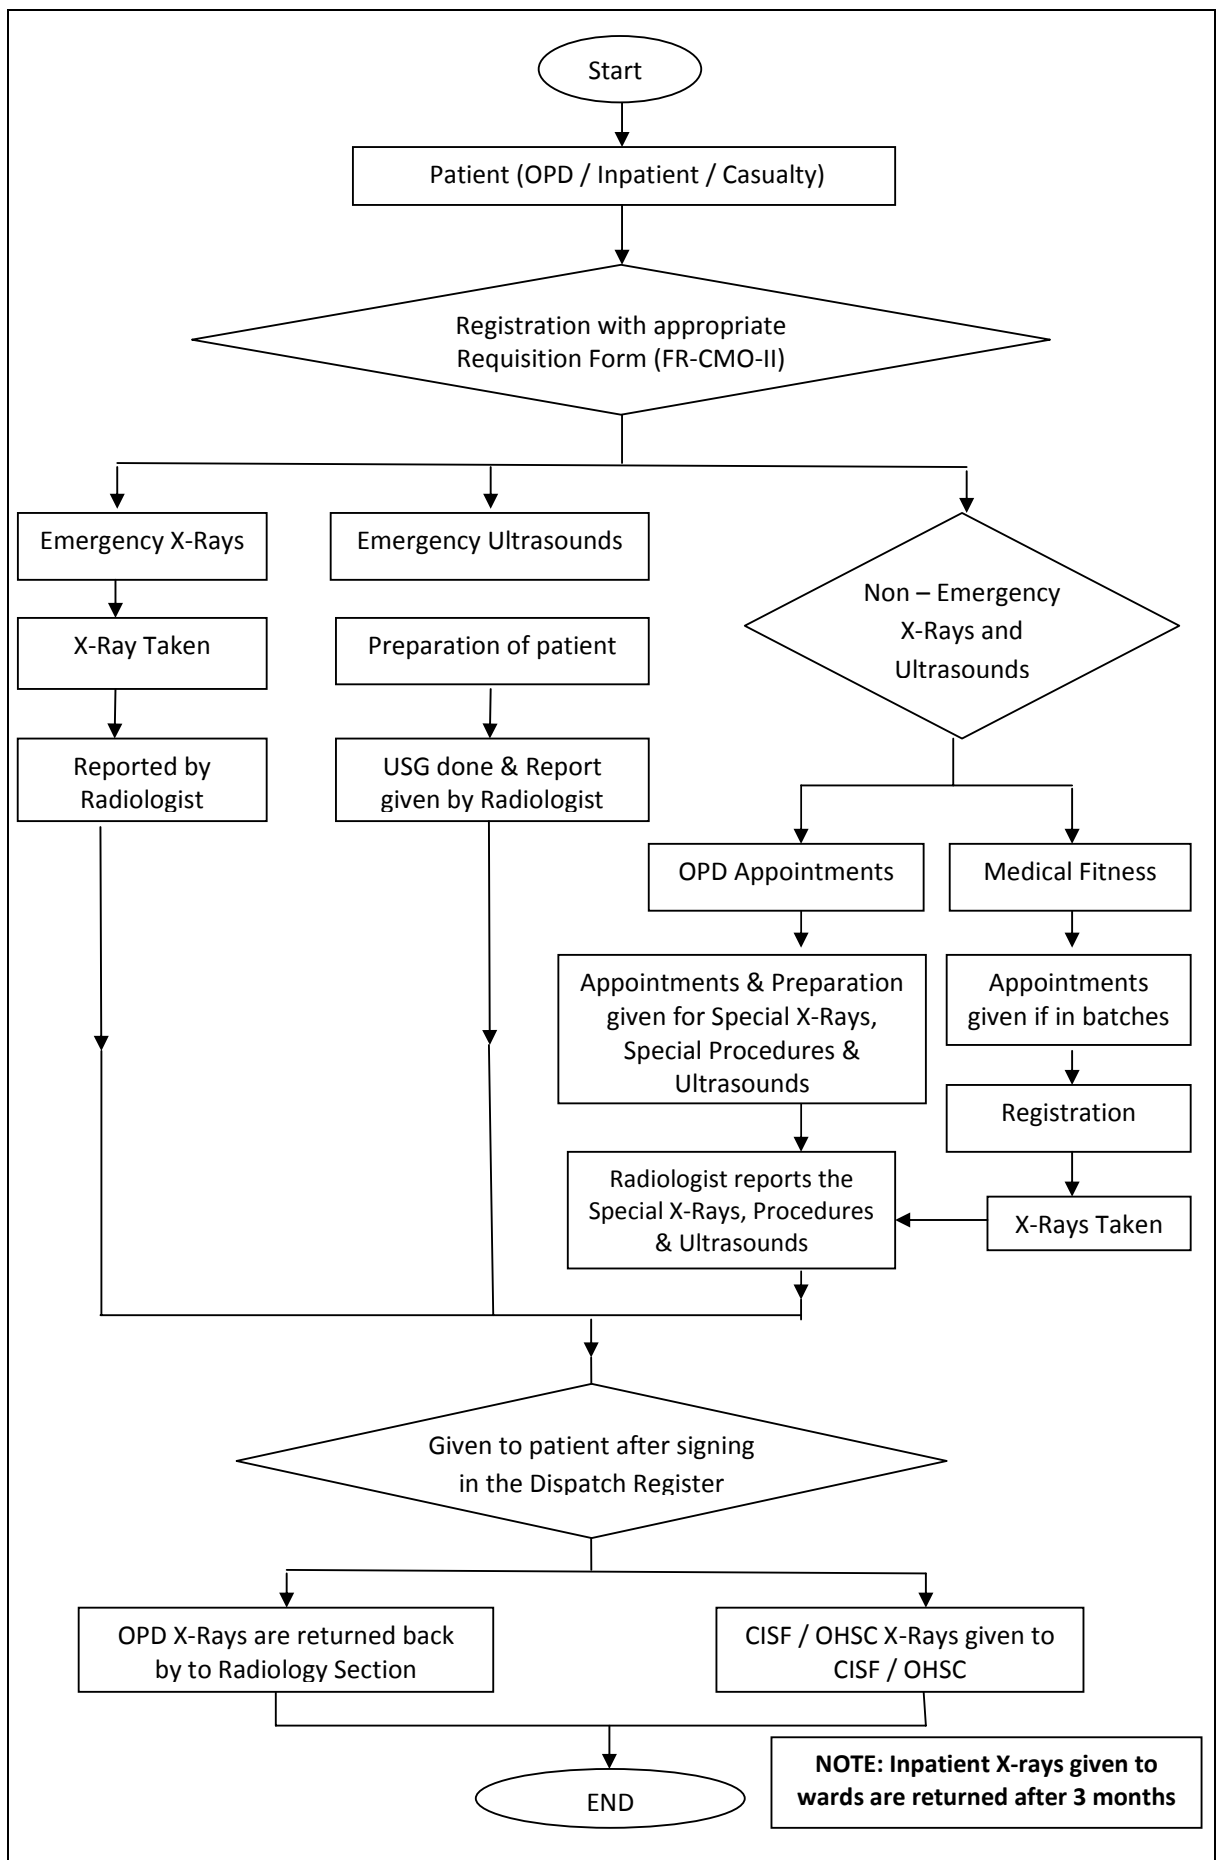 Start
Patient (OPD / Inpatient / Casualty)
Registration with appropriate
Requisition Form (FR-CMO-II)
Emergency X-Rays
Emergency Ultrasounds
Non – Emergency
X-Rays and
Ultrasounds
X-Ray Taken
Preparation of patient
Reported by
Radiologist
USG done & Report
given by Radiologist
OPD Appointments
Medical Fitness
Appointments & Preparation
given for Special X-Rays,
Special Procedures &
Ultrasounds
Appointments
given if in batches
Registration
Radiologist reports the
Special X-Rays, Procedures
& Ultrasounds
X-Rays Taken
Given to patient after signing
in the Dispatch Register
OPD X-Rays are returned back
by to Radiology Section
CISF / OHSC X-Rays given to
CISF / OHSC
END
NOTE: Inpatient X-rays given to
wards are returned after 3 months